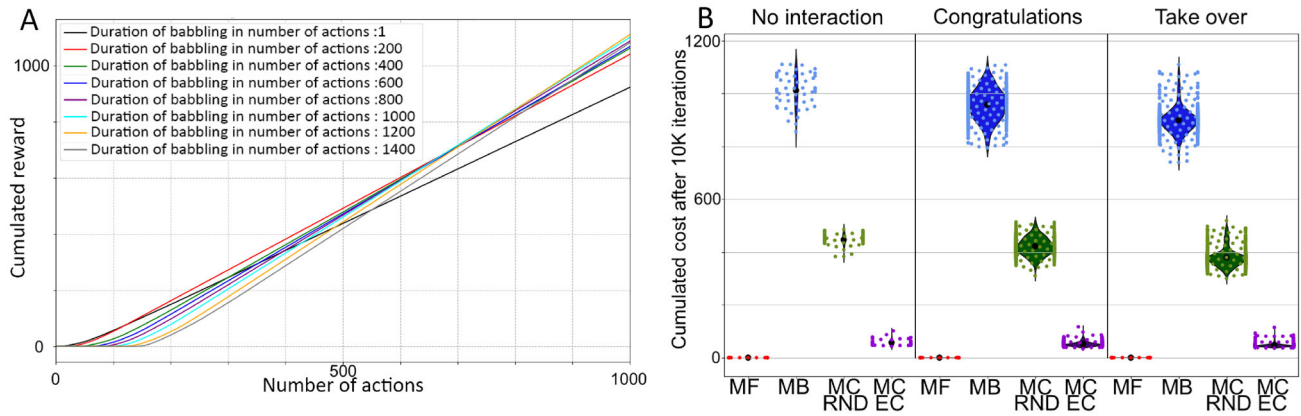 A
Cumulated reward
1000
500
0
Duration of babbling in number of actions :1
Duration of babbling in number of actions :200
Duration of babbling in number of actions :400
Duration of babbling in number of actions :600
Duration of babbling in number of actions :800
Duration of babbling in number of actions :1000
Duration of babbling in number of actions :1200
Duration of babbling in number of actions : 1400
0
500
1000
Number of actions
B
No interaction
Congratulations
Take over
Cumulated cost after 10K iterations
1200
600
0
MF MB MC MC MF MB MC MC MF MB MC MC
RND EC RND EC RND EC